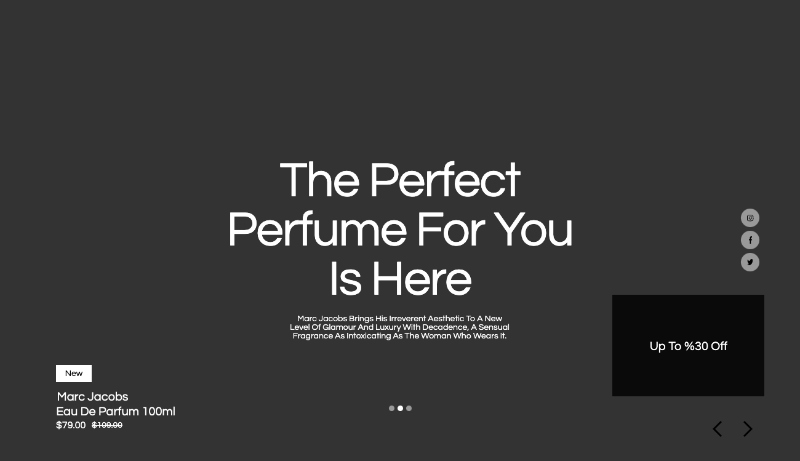 The Perfect
Perfume For You
Is Here
Marc Jacobs Brings His Irreverent Aesthetic To A New
Level Of Glamour And Luxury With Decadence, A Sensual
Fragrance As Intoxicating As The Woman Who Wears It.
Up To %30 Off
New
Marc Jacobs
Eau De Parfum 100ml
$79.00 $109.00